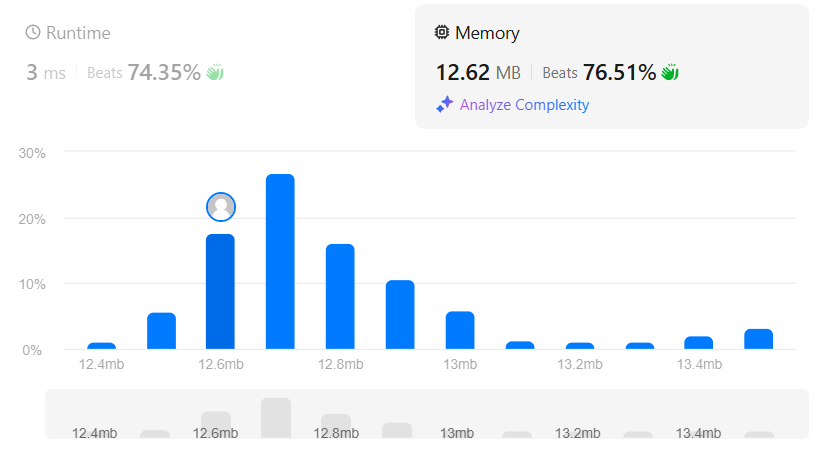 Runtime
3 ms Beats 74.35%
Memory
12.62 MB Beats 76.51%
Analyze Complexity
30%
20%
10%
0%
12.4mb 12.6mb 12.8mb 13mb 13.2mb 13.4mb
12.4mb 12.6mb 12.8mb 13mb 13.2mb 13.4mb